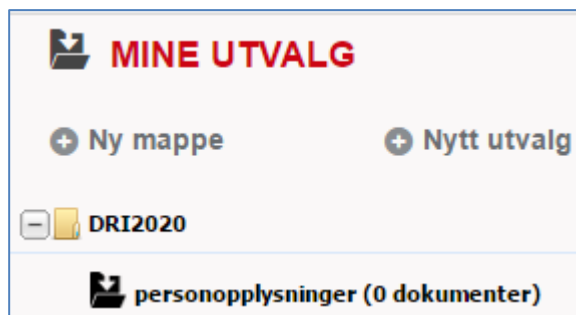 MINE UTVALG
Ny mappe Nytt utvalg
DRI2020
personopplysninger (0 dokumenter)